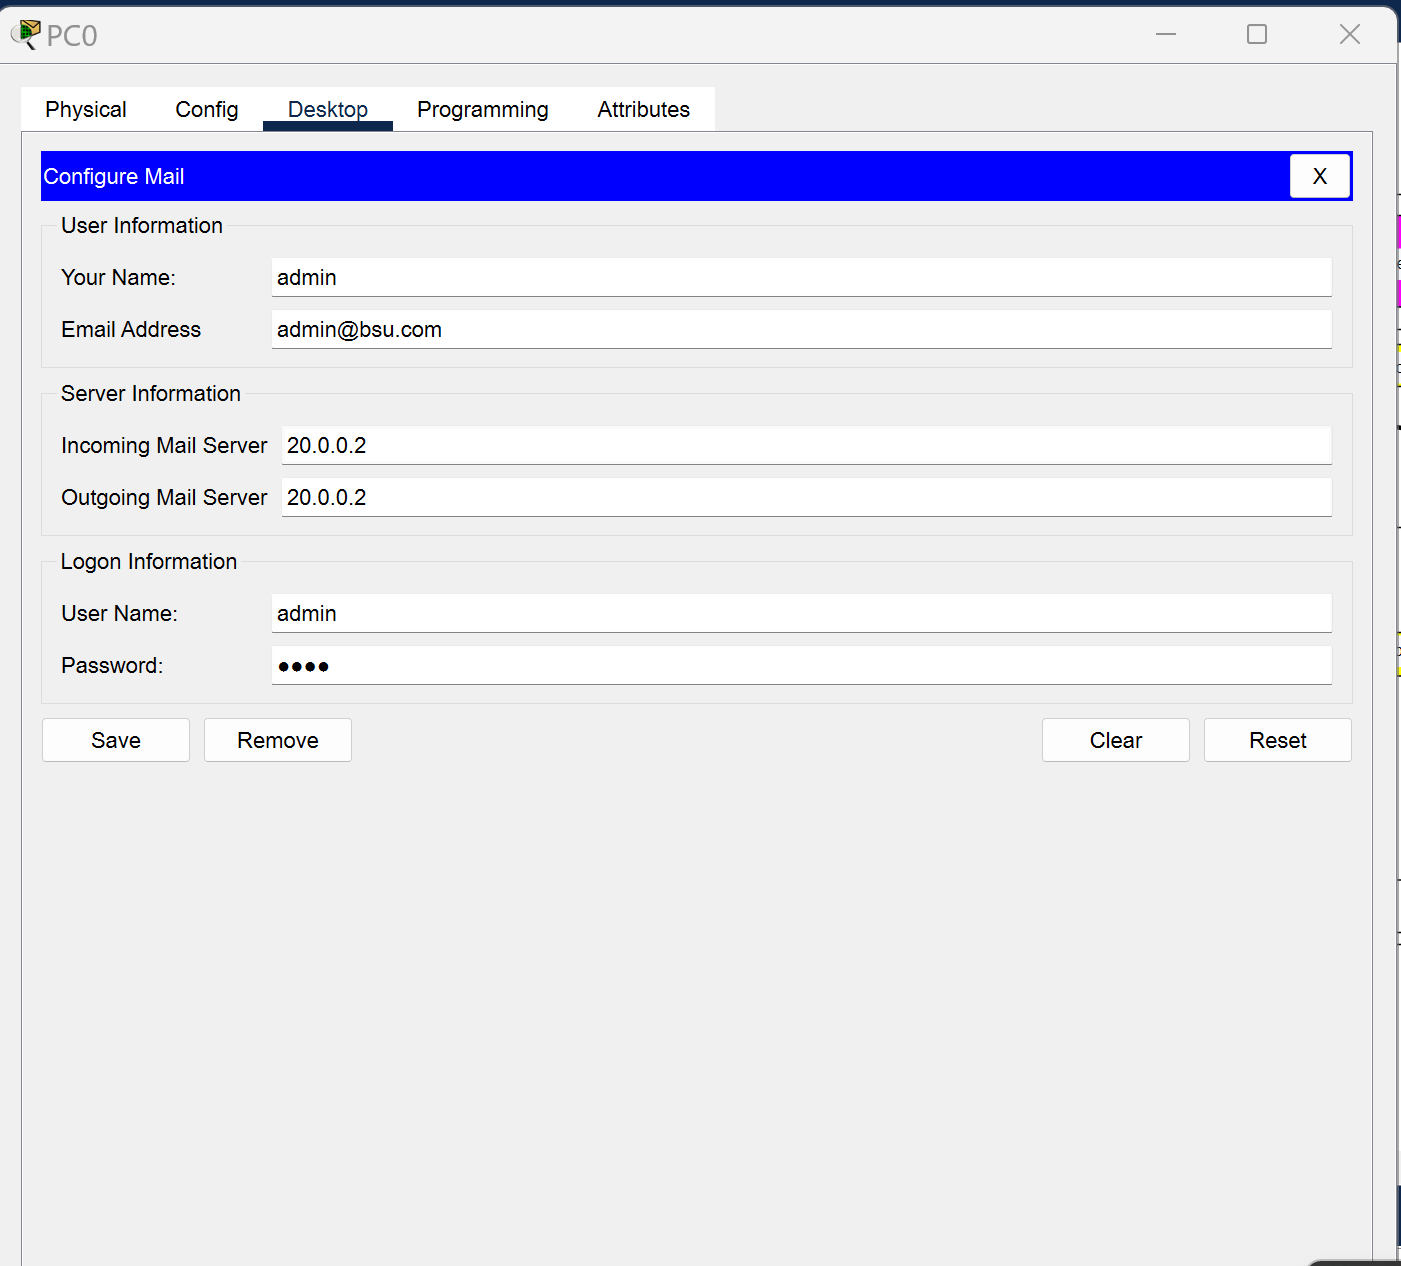 PC0
Physical Config Desktop Programming Attributes
Configure Mail X
User Information
Your Name: admin
Email Address admin@bsu.com
Server Information
Incoming Mail Server 20.0.0.2
Outgoing Mail Server 20.0.0.2
Logon Information
User Name: admin
Password: ●●●●
Save Remove Clear Reset